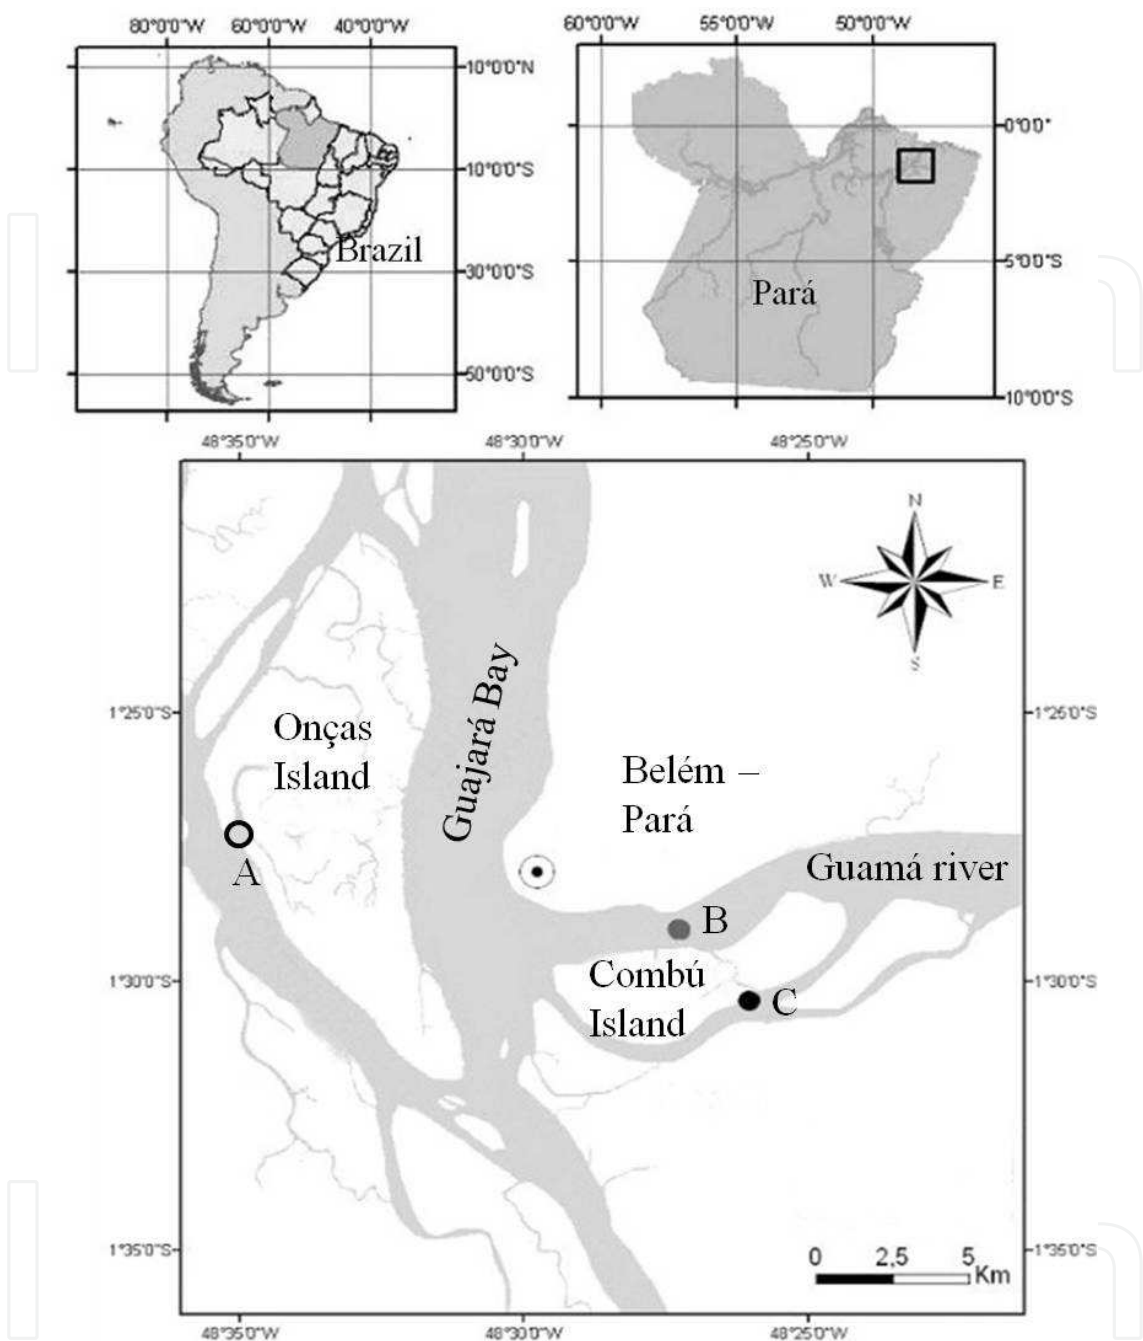 80°0'0"W 60°0'0"W 40°0'0"W
10°0'0"N
10°0'0"S
Brazil
30°0'0"S
50°0'0"S
60°0'0"W 55°0'0"W 50°0'0"W
0°0'0"
5°0'0"S
Pará
10°0'0"S
48°35'0"W 48°30'0"W 48°25'0"W
N
W E
S
1°25'0"S 1°25'0"S
Onças
Island
Guajará Bay
Belém –
Pará
A
Guamá river
B
Combú
Island
C
1°30'0"S 1°30'0"S
1°35'0"S 1°35'0"S
0 2,5 5
Km
48°35'0"W 48°30'0"W 48°25'0"W